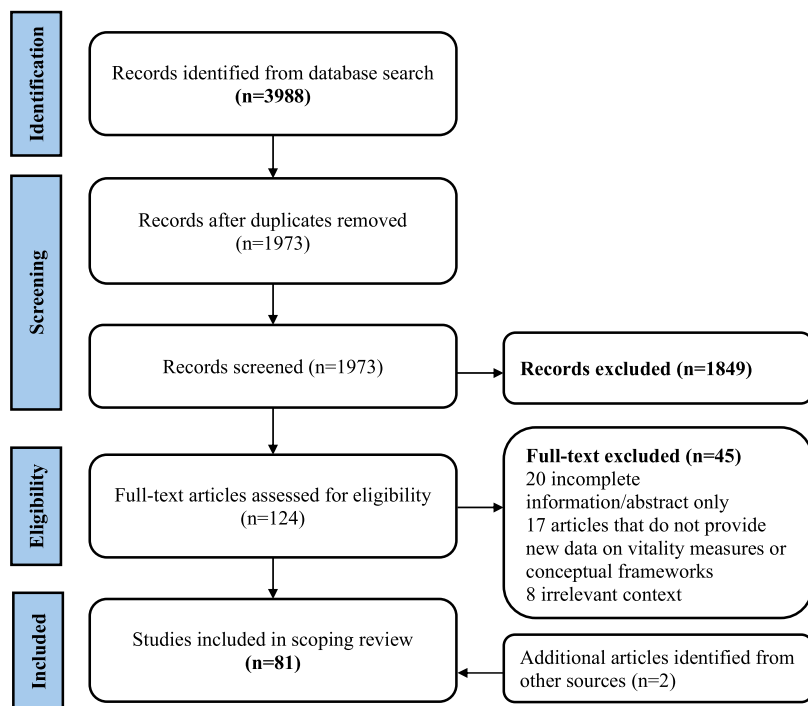 Identification
Records identified from database search
(n=3988)
Screening
Records after duplicates removed
(n=1973)
Records screened (n=1973)
Records excluded (n=1849)
Eligibility
Full-text articles assessed for eligibility
(n=124)
Full-text excluded (n=45)
20 incomplete
information/abstract only
17 articles that do not provide
new data on vitality measures or
conceptual frameworks
8 irrelevant context
Included
Studies included in scoping review
(n=81)
Additional articles identified from
other sources (n=2)